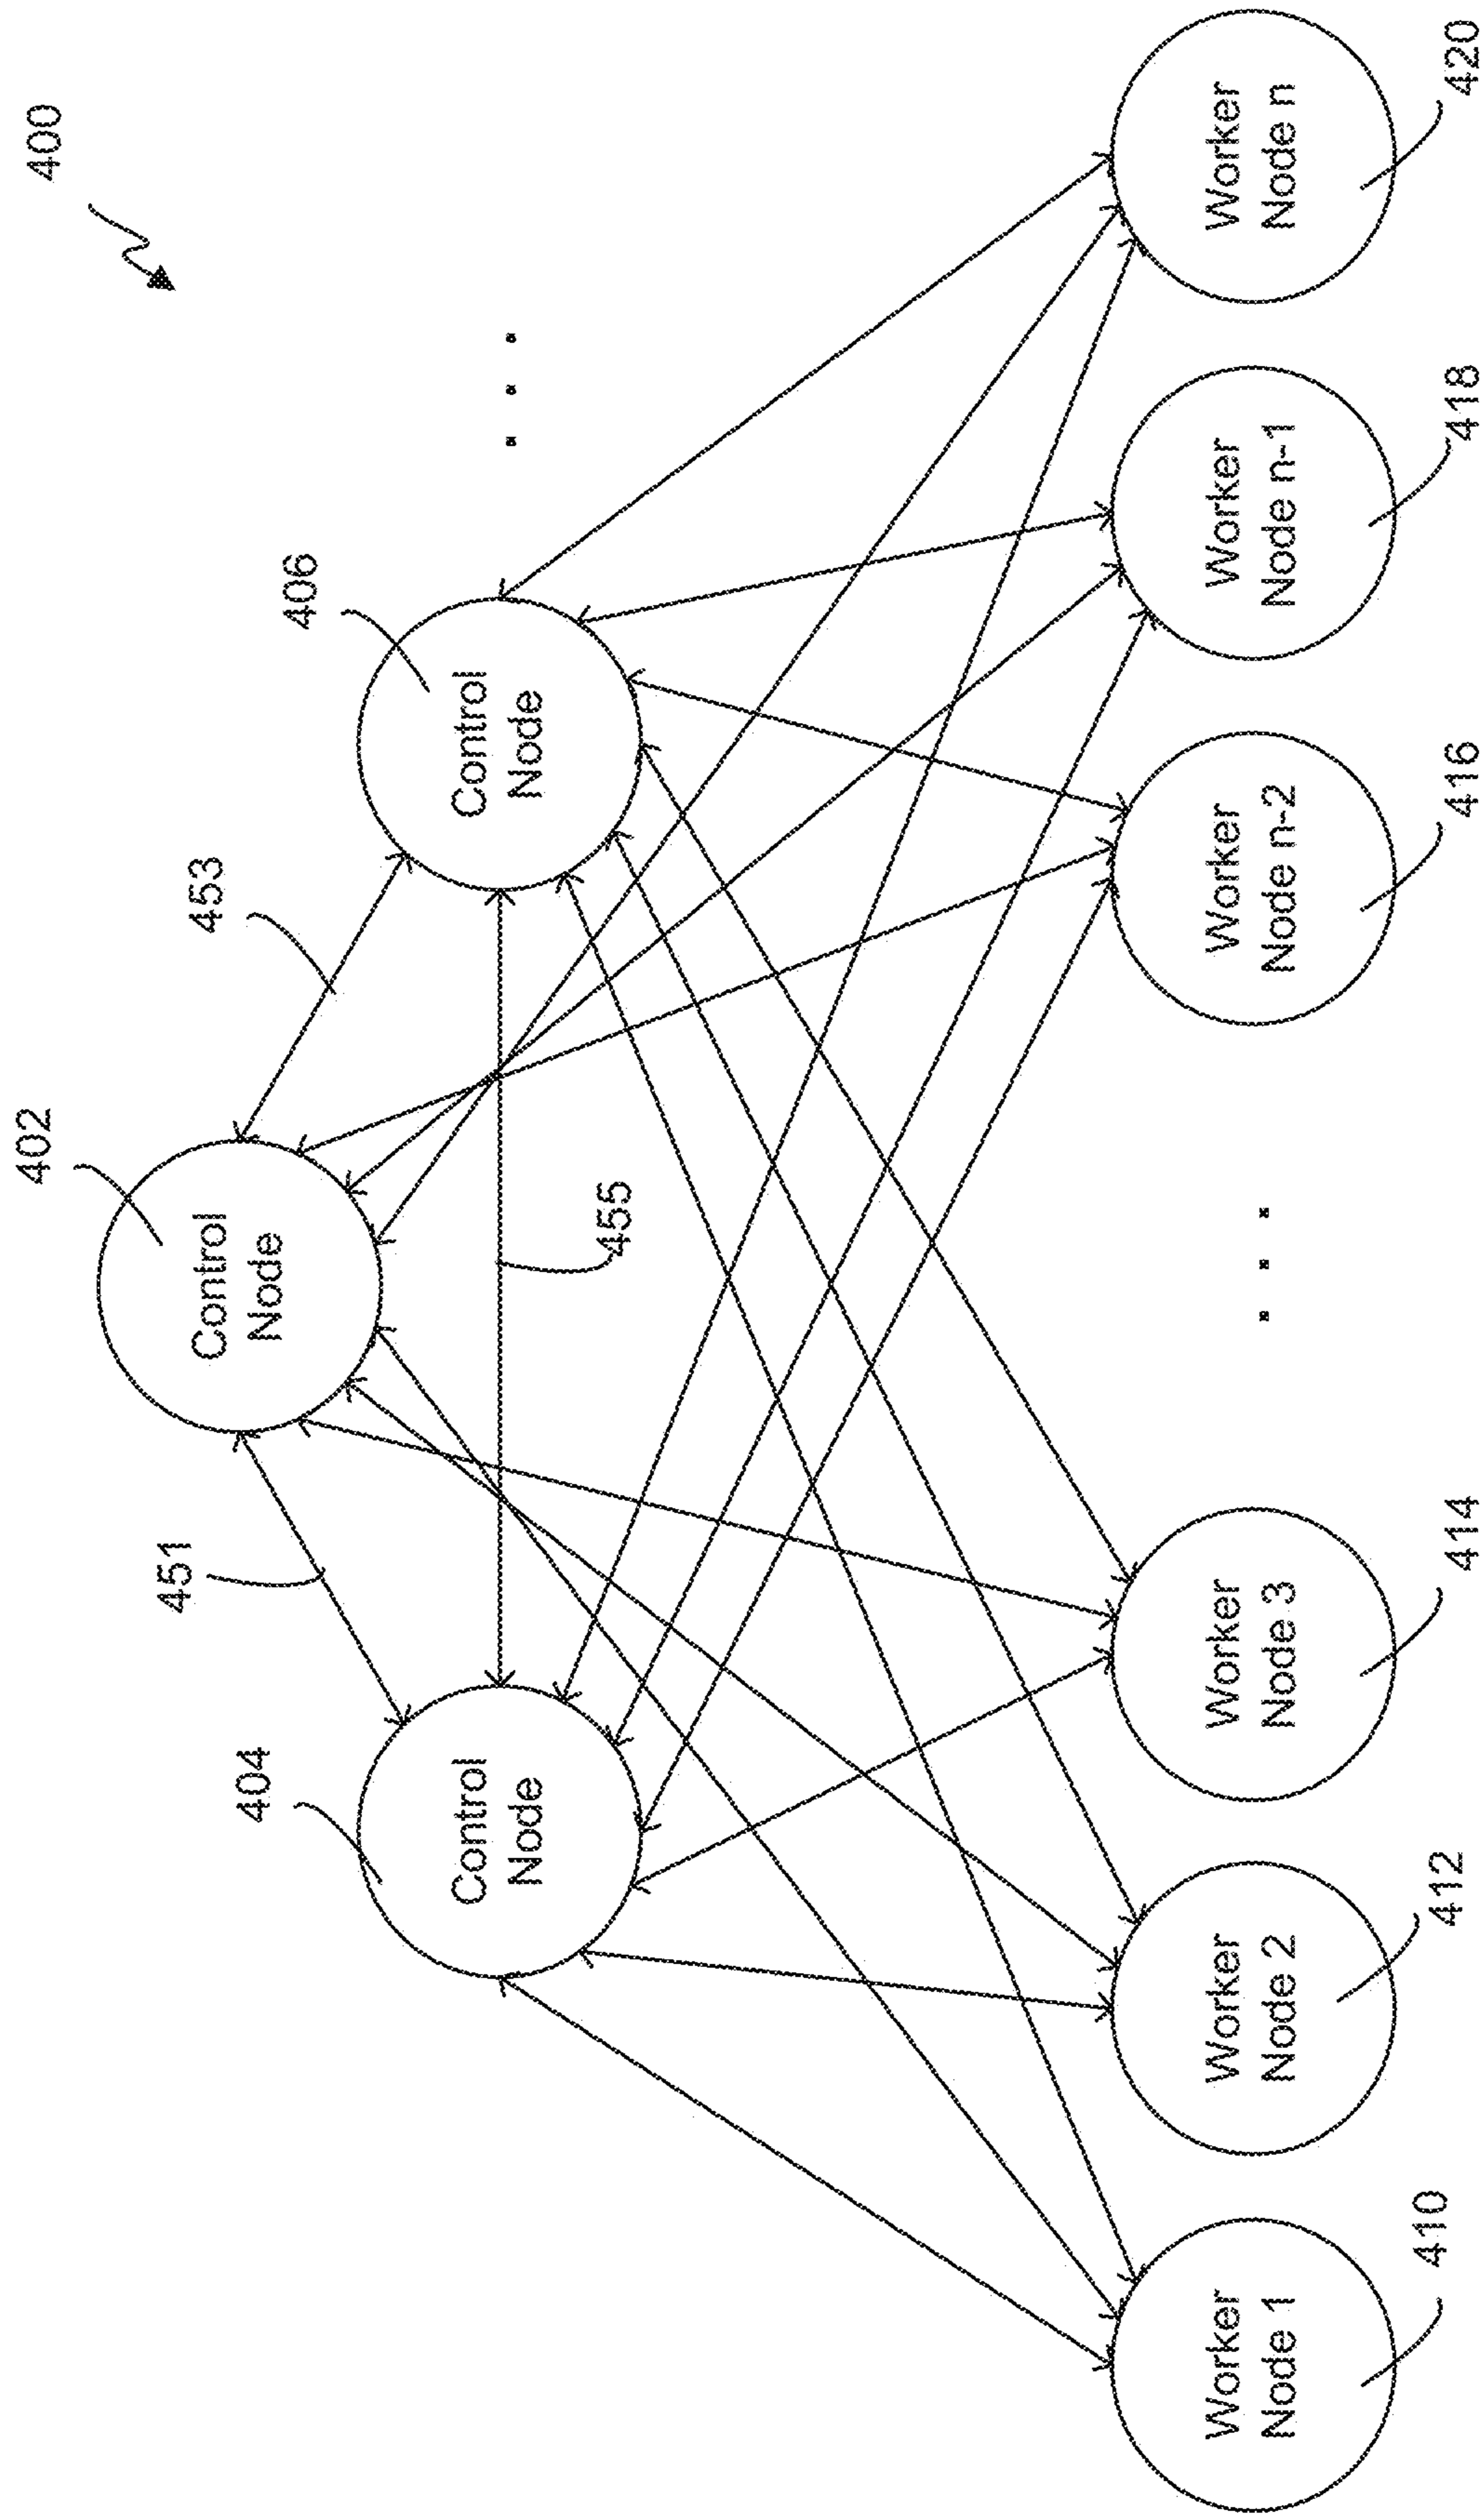 400
402
Control
Node
451
453
404
Control
Node
406
Control
Node
. . .
455
Worker
Node 1
Worker
Node 2
Worker
Node 3
. . .
Worker
Node n-2
Worker
Node n-1
Worker
Node n
410
412
414
416
418
420